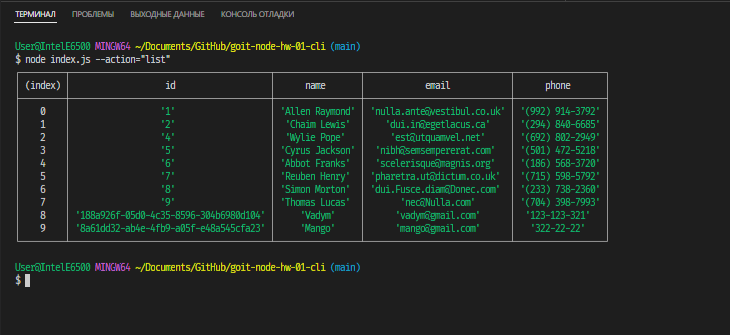 ТЕРМИНАЛ ПРОБЛЕМЫ ВЫХОДНЫЕ ДАННЫЕ КОНСОЛЬ ОТЛАДКИ
User@IntelE6500 MINGW64 ~/Documents/GitHub/goit-node-hw-01-cli (main)
$ node index.js --action="list"
(index) id name email phone
0 '1' 'Allen Raymond' 'nulla.ante@vestibul.co.uk' '(992) 914-3792'
1 '2' 'Chaim Lewis' 'dui.in@egetlacus.ca' '(294) 840-6685'
2 '4' 'Wylie Pope' 'est@utquamvel.net' '(692) 802-2949'
3 '5' 'Cyrus Jackson' 'nibh@semsempererat.com' '(501) 472-5218'
4 '6' 'Abbot Franks' 'scelerisque@magnis.org' '(186) 568-3720'
5 '7' 'Reuben Henry' 'pharetra.ut@dictum.co.uk' '(715) 598-5792'
6 '8' 'Simon Morton' 'dui.Fusce.diam@Donec.com' '(233) 738-2360'
7 '9' 'Thomas Lucas' 'nec@Nulla.com' '(704) 398-7993'
8 '188a926f-05d0-4c35-8596-304b6980d104' 'Vadym' 'vadym@gmail.com' '123-123-321'
9 '8a61dd32-ab4e-4fb9-a05f-e48a545cfa23' 'Mango' 'mango@gmail.com' '322-22-22'
User@IntelE6500 MINGW64 ~/Documents/GitHub/goit-node-hw-01-cli (main)
$